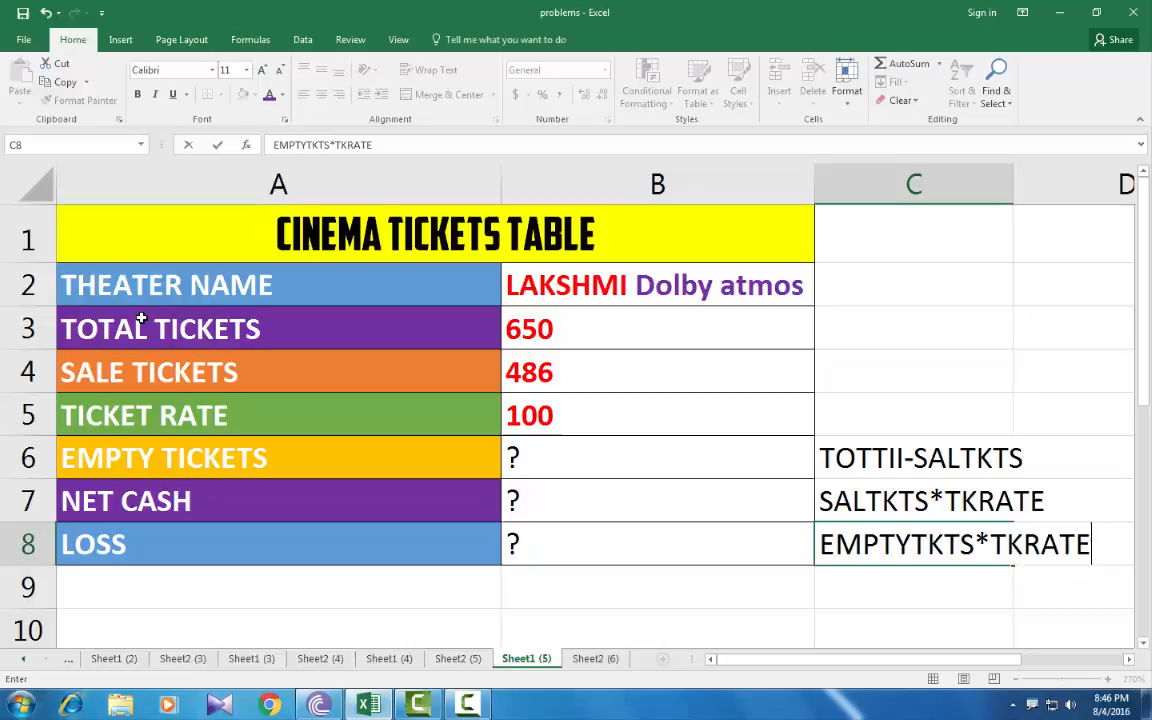 problems - Excel
Sign in
File Home Insert Page Layout Formulas Data Review View Tell me what you want to do Share
Paste Cut Copy Format Painter
Calibri 11
B I U A
Wrap Text
Merge & Center
General
$ % ,
Conditional Formatting Format as Table Cell Styles
Insert Delete Format
AutoSum Fill Clear
Sort & Filter Find & Select
Clipboard Font Alignment Number Styles Cells Editing
C8 fx EMPTYTKTS*TKRATE
A B C D
1 CINEMA TICKETS TABLE
2 THEATER NAME LAKSHMI Dolby atmos
3 TOTAL TICKETS 650
4 SALE TICKETS 486
5 TICKET RATE 100
6 EMPTY TICKETS ? TOTTII-SALTKTS
7 NET CASH ? SALTKTS*TKRATE
8 LOSS ? EMPTYTKTS*TKRATE
9
10
... Sheet1 (2) Sheet2 (3) Sheet1 (3) Sheet2 (4) Sheet1 (4) Sheet2 (5) Sheet1 (5) Sheet2 (6)
Enter 270%
8:46 PM
8/4/2016